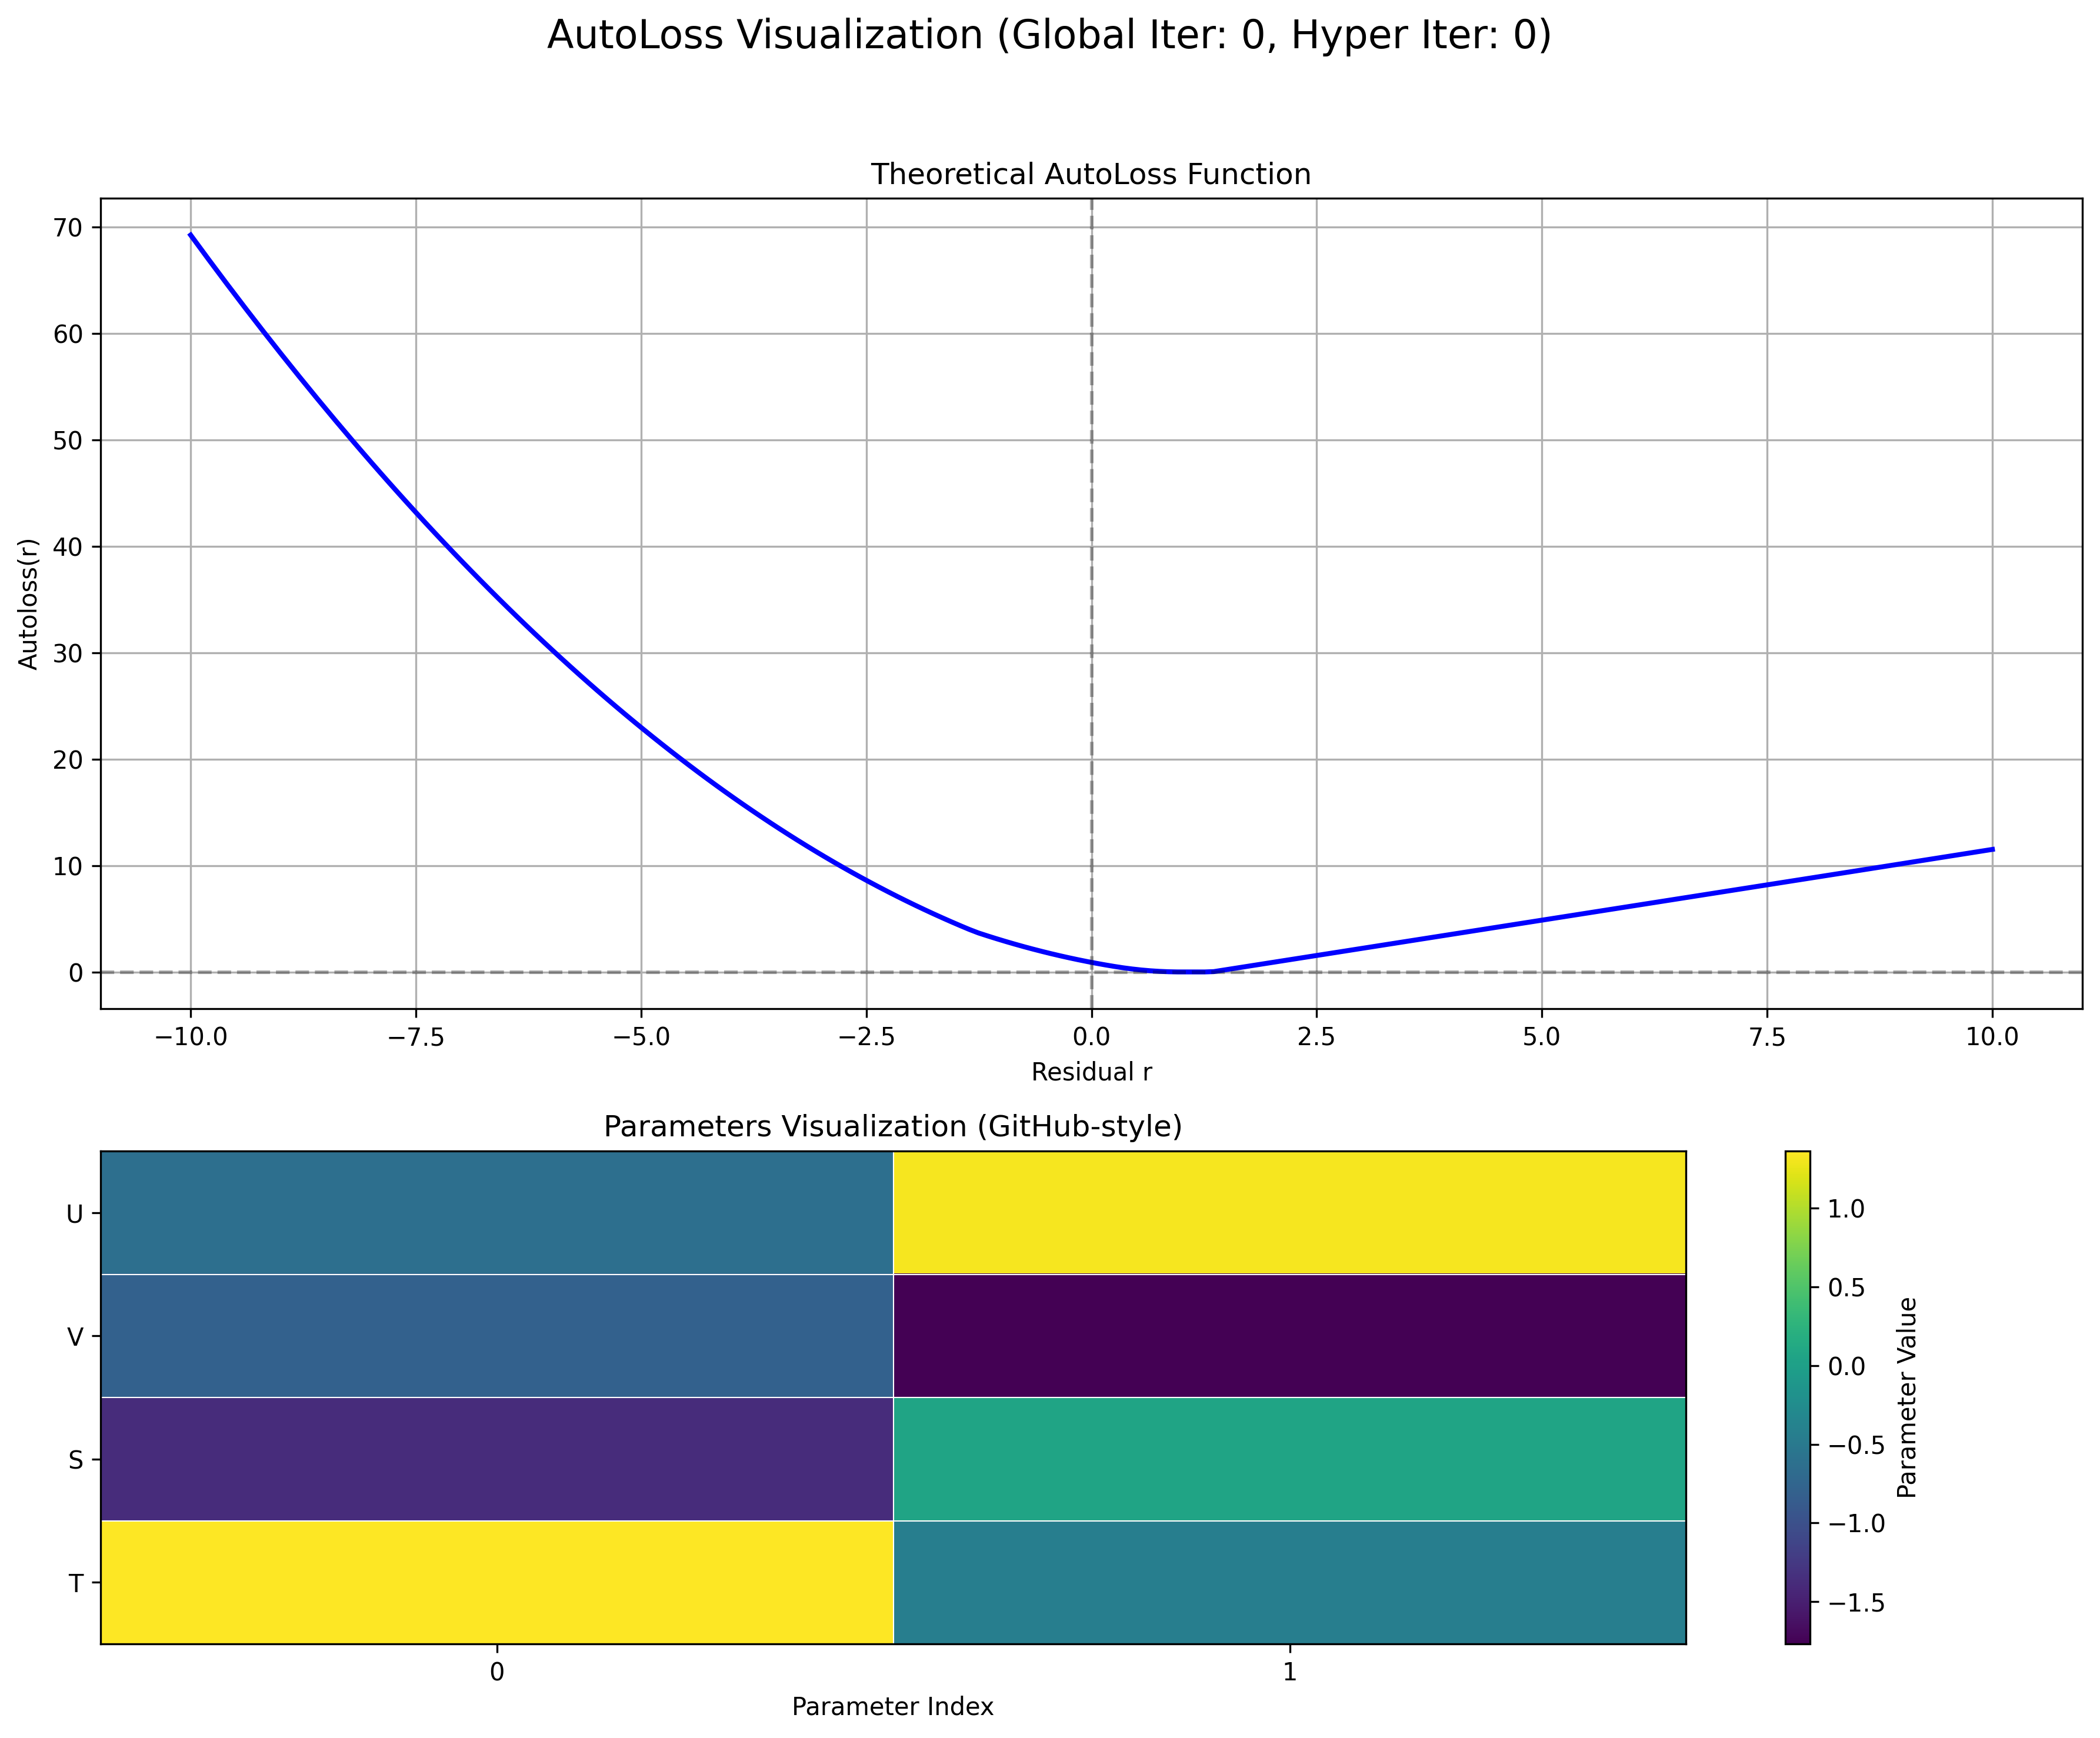 AutoLoss Visualization (Global Iter: 0, Hyper Iter: 0)
Theoretical AutoLoss Function
70
60
50
40
30
20
10
0
Autoloss(r)
−10.0 −7.5 −5.0 −2.5 0.0 2.5 5.0 7.5 10.0
Residual r
Parameters Visualization (GitHub-style)
U
V
S
T
0 1
Parameter Index
1.0
0.5
0.0
−0.5
−1.0
−1.5
Parameter Value